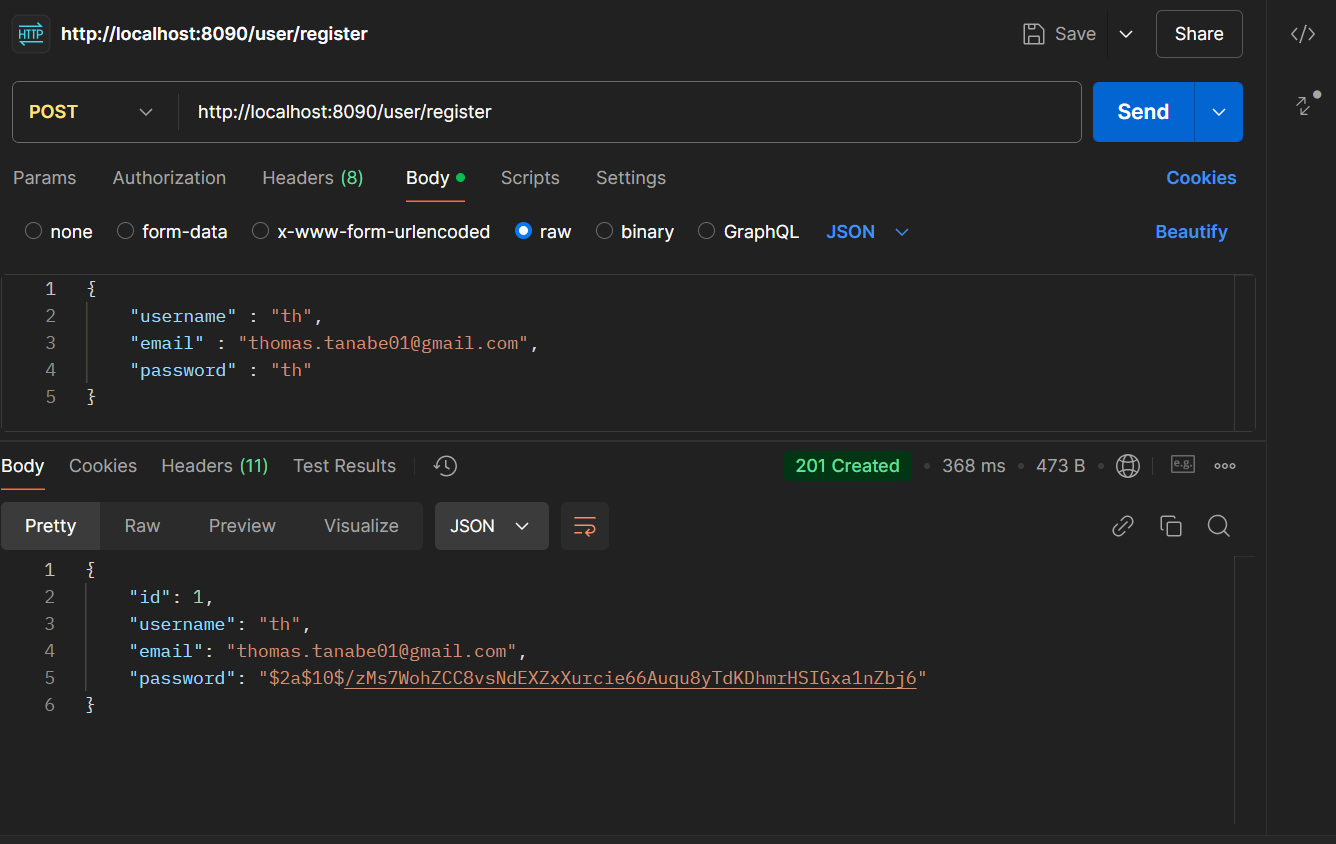 HTTP http://localhost:8090/user/register Save Share </>
POST http://localhost:8090/user/register Send
Params Authorization Headers (8) Body Scripts Settings Cookies
none form-data x-www-form-urlencoded raw binary GraphQL JSON Beautify
1 {
2 "username" : "th",
3 "email" : "thomas.tanabe01@gmail.com",
4 "password" : "th"
5 }
Body Cookies Headers (11) Test Results 201 Created • 368 ms • 473 B • e.g.
Pretty Raw Preview Visualize JSON
1 {
2 "id": 1,
3 "username": "th",
4 "email": "thomas.tanabe01@gmail.com",
5 "password": "$2a$10$/zMs7WohZCC8vsNdEXZxXurcie66Auqu8yTdKDhmrHSIGxa1nZbj6"
6 }